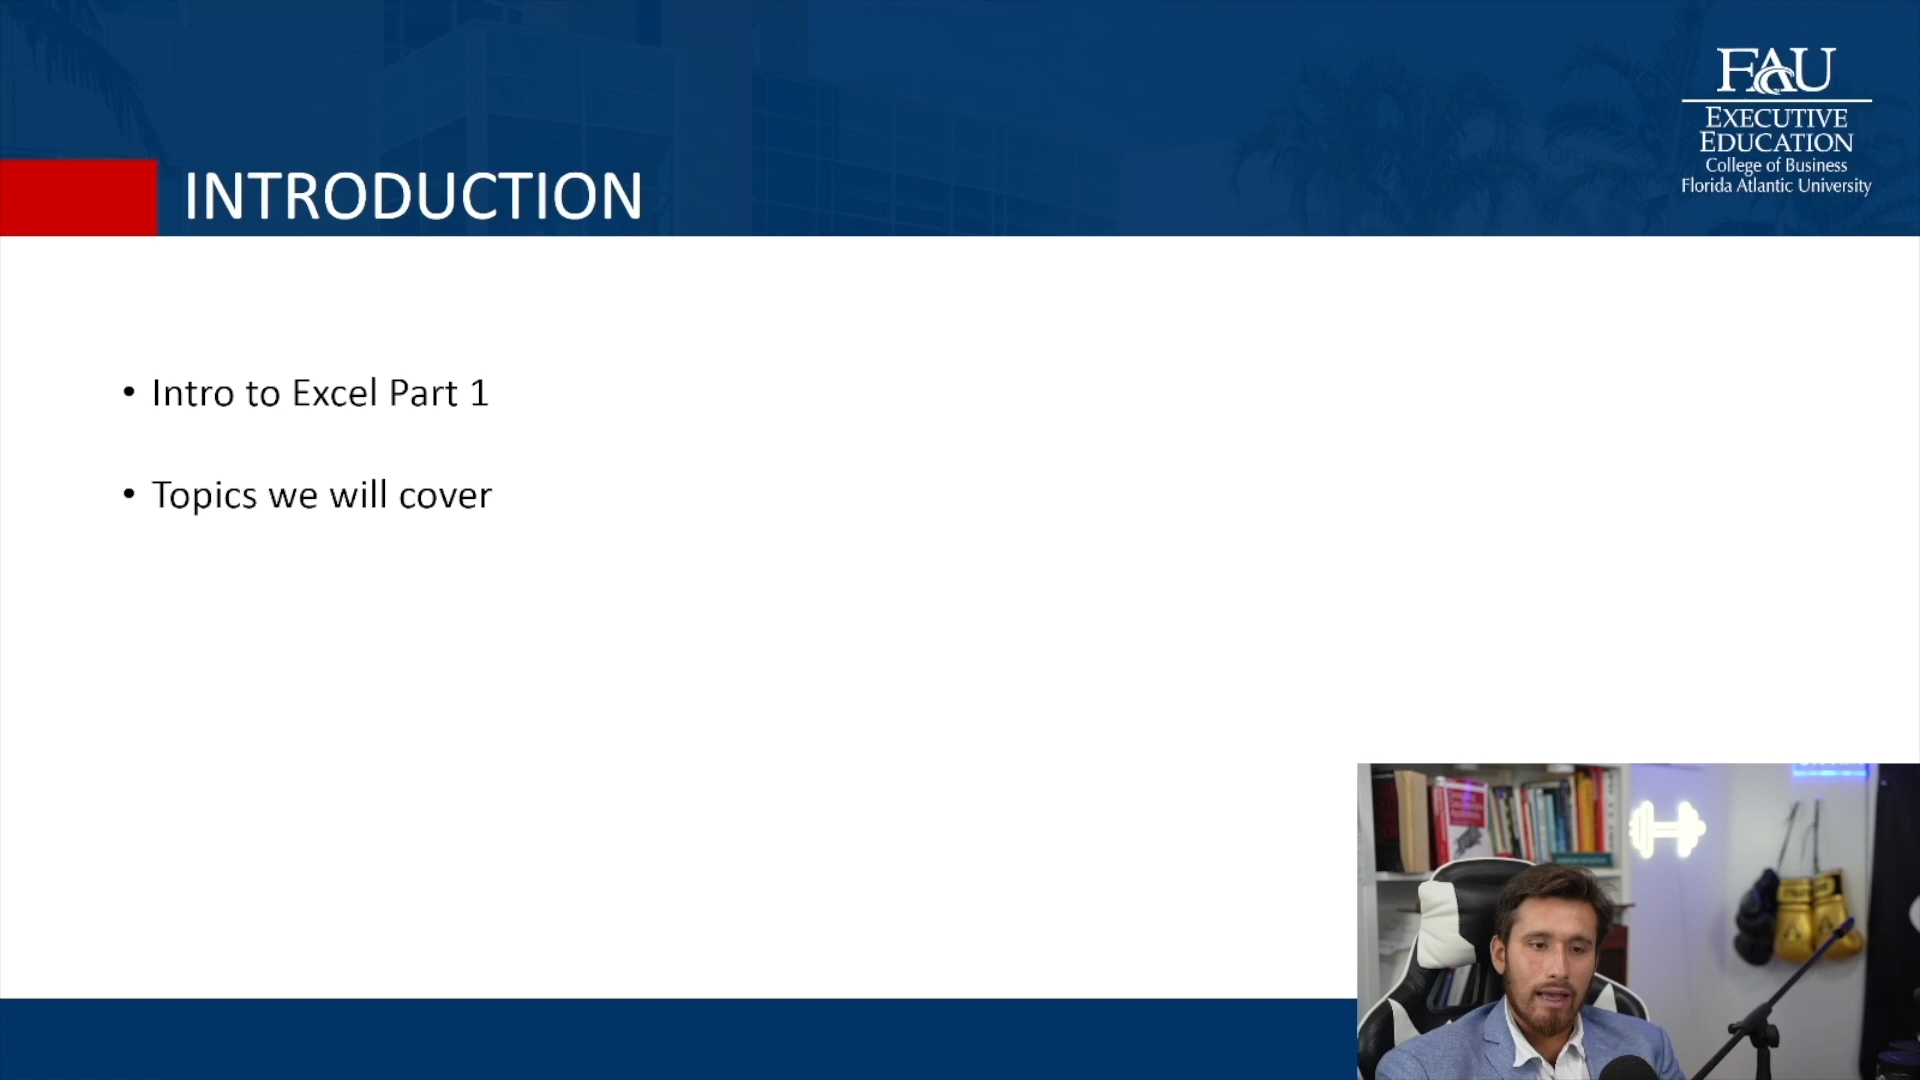 FAU
EXECUTIVE
EDUCATION
College of Business
Florida Atlantic University
INTRODUCTION
• Intro to Excel Part 1
• Topics we will cover